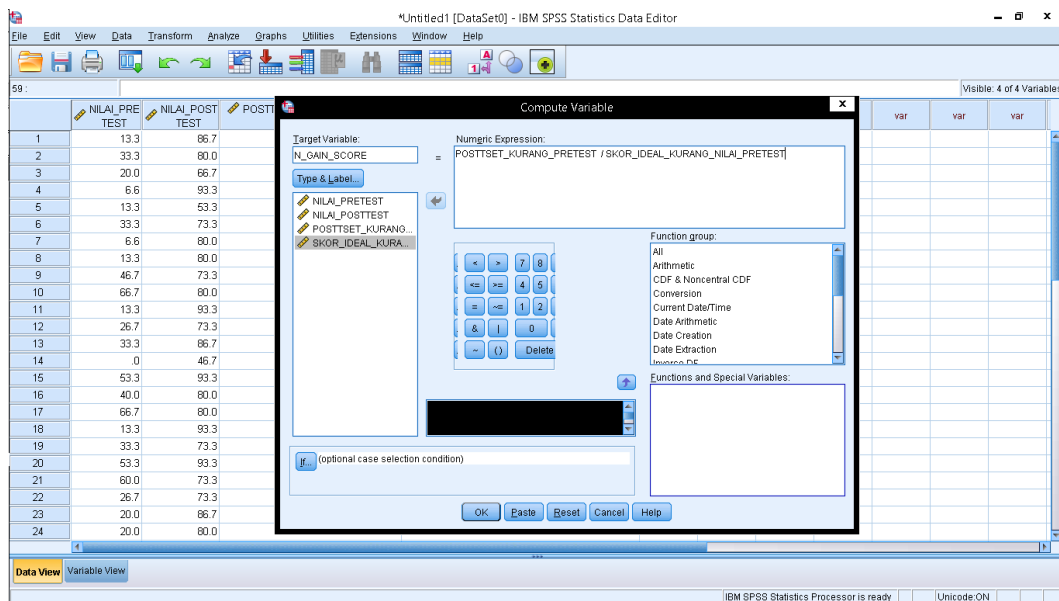 *Untitled1 [DataSet0] - IBM SPSS Statistics Data Editor
File Edit View Data Transform Analyze Graphs Utilities Extensions Window Help
59 :
Visible: 4 of 4 Variables
NILAI_PRE TEST NILAI_POST TEST POSTT var var var
1 13.3 86.7
2 33.3 80.0
3 20.0 66.7
4 6.6 93.3
5 13.3 53.3
6 33.3 73.3
7 6.6 80.0
8 13.3 80.0
9 46.7 73.3
10 66.7 80.0
11 13.3 93.3
12 26.7 73.3
13 33.3 86.7
14 .0 46.7
15 53.3 93.3
16 40.0 80.0
17 66.7 80.0
18 13.3 93.3
19 33.3 73.3
20 53.3 93.3
21 60.0 73.3
22 26.7 73.3
23 20.0 86.7
24 20.0 80.0
Compute Variable
x
Target Variable:
N_GAIN_SCORE
=
Numeric Expression:
POSTTSET_KURANG_PRETEST / SKOR_IDEAL_KURANG_NILAI_PRETEST
Type & Label...
NILAI_PRETEST
NILAI_POSTTEST
POSTTSET_KURANG...
SKOR_IDEAL_KURA...
< > 7 8
<= >= 4 5
= ~= 1 2
& | 0
~ () Delete
Function group:
All
Arithmetic
CDF & Noncentral CDF
Conversion
Current Date/Time
Date Arithmetic
Date Creation
Date Extraction
Inverse DF
Functions and Special Variables:
If... (optional case selection condition)
OK Paste Reset Cancel Help
Data View Variable View
IBM SPSS Statistics Processor is ready Unicode:ON